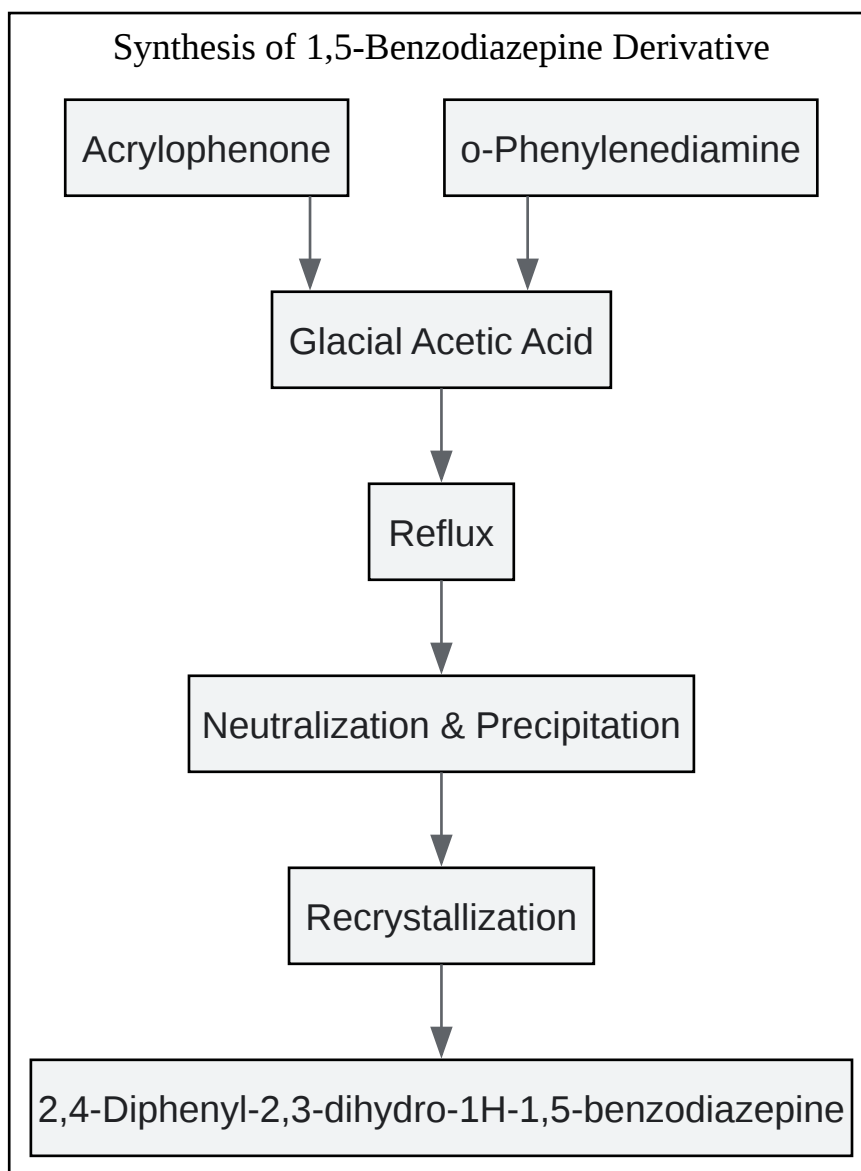 Synthesis of 1,5-Benzodiazepine Derivative
Acrylophenone
o-Phenylenediamine
Glacial Acetic Acid
Reflux
Neutralization & Precipitation
Recrystallization
2,4-Diphenyl-2,3-dihydro-1H-1,5-benzodiazepine